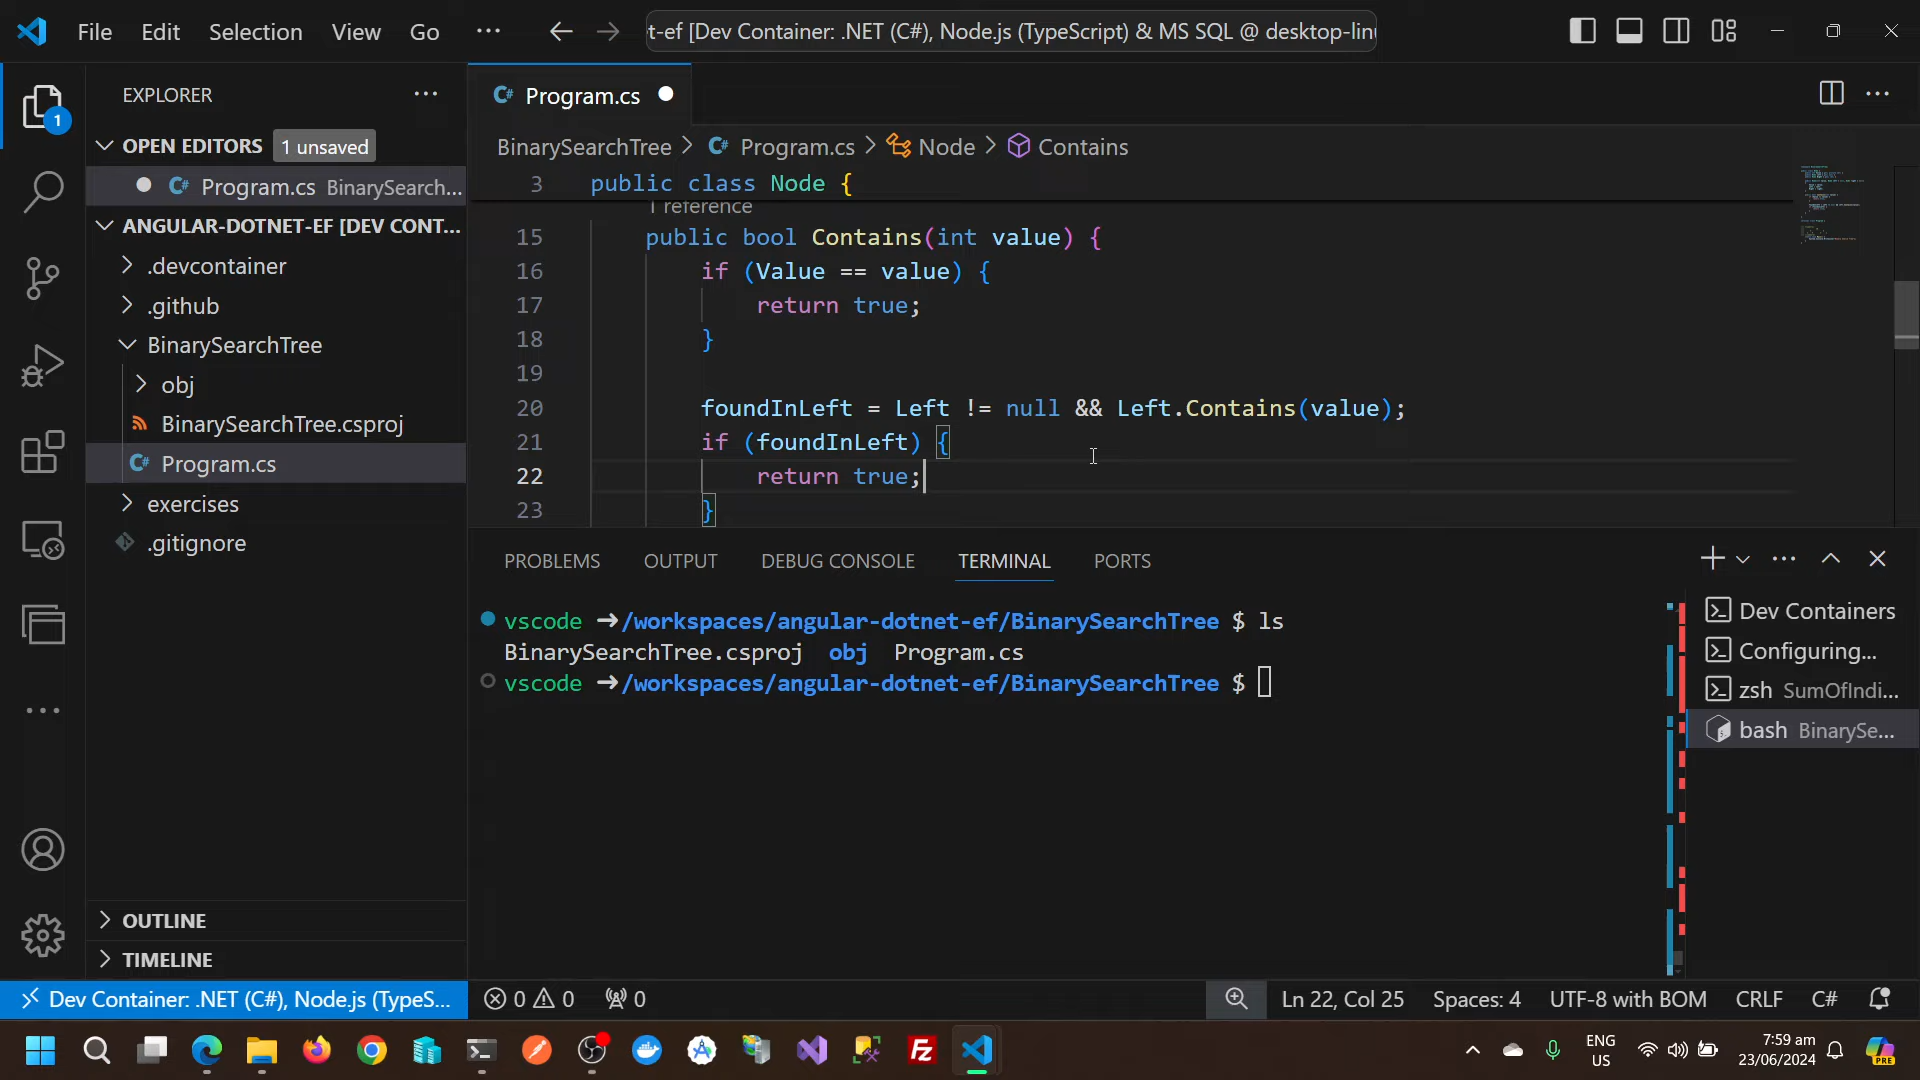 File Edit Selection View Go
t-ef [Dev Container: .NET (C#), Node.js (TypeScript) & MS SQL @ desktop-linu
EXPLORER
1
OPEN EDITORS 1 unsaved
C# Program.cs BinarySearch...
ANGULAR-DOTNET-EF [DEV CONT...
.devcontainer
.github
BinarySearchTree
obj
BinarySearchTree.csproj
C# Program.cs
exercises
.gitignore
OUTLINE
TIMELINE
C# Program.cs
BinarySearchTree > C# Program.cs > Node > Contains
3 public class Node {
1 reference
15 public bool Contains(int value) {
16 if (Value == value) {
17 return true;
18 }
19
20 foundInLeft = Left != null && Left.Contains(value);
21 if (foundInLeft) {
22 return true;
23 }
PROBLEMS OUTPUT DEBUG CONSOLE TERMINAL PORTS
vscode ➜/workspaces/angular-dotnet-ef/BinarySearchTree $ ls
BinarySearchTree.csproj obj Program.cs
vscode ➜/workspaces/angular-dotnet-ef/BinarySearchTree $
Dev Containers
Configuring...
zsh SumOfIndi...
bash BinarySe...
Dev Container: .NET (C#), Node.js (TypeS... 0 0 0 Ln 22, Col 25 Spaces: 4 UTF-8 with BOM CRLF C#
ENG
US
7:59 am
23/06/2024
PRE
Fz